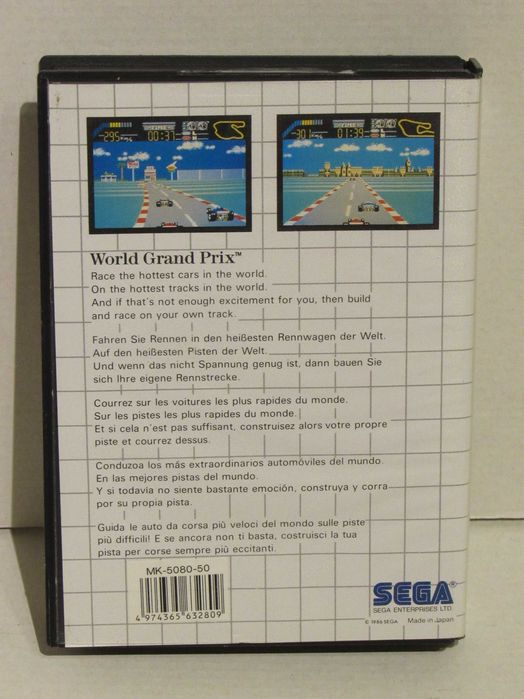 295
00:37
301
01:39
World Grand Prix™
Race the hottest cars in the world.
On the hottest tracks in the world.
And if that's not enough excitement for you, then build
and race on your own track.
Fahren Sie Rennen in den heißesten Rennwagen der Welt.
Auf den heißesten Pisten der Welt.
Und wenn das nicht Spannung genug ist, dann bauen Sie
sich Ihre eigene Rennstrecke.
Courrez sur les voitures les plus rapides du monde.
Sur les pistes les plus rapides du monde.
Et si cela n'est pas suffisant, construisez alors votre propre
piste et courrez dessus.
Conduzoa los más extraordinarios automóviles del mundo.
En las mejores pistas del mundo.
Y si todavia no siente bastante emoción, construya y corra
por su propia pista.
Guida le auto da corsa più veloci del mondo sulle piste
più difficili! E se ancora non ti basta, costruisci la tua
pista per corse sempre più eccitanti.
MK-5080-50
4 974365 632809
SEGA®
SEGA ENTERPRISES LTD.
© 1986 SEGA Made in Japan